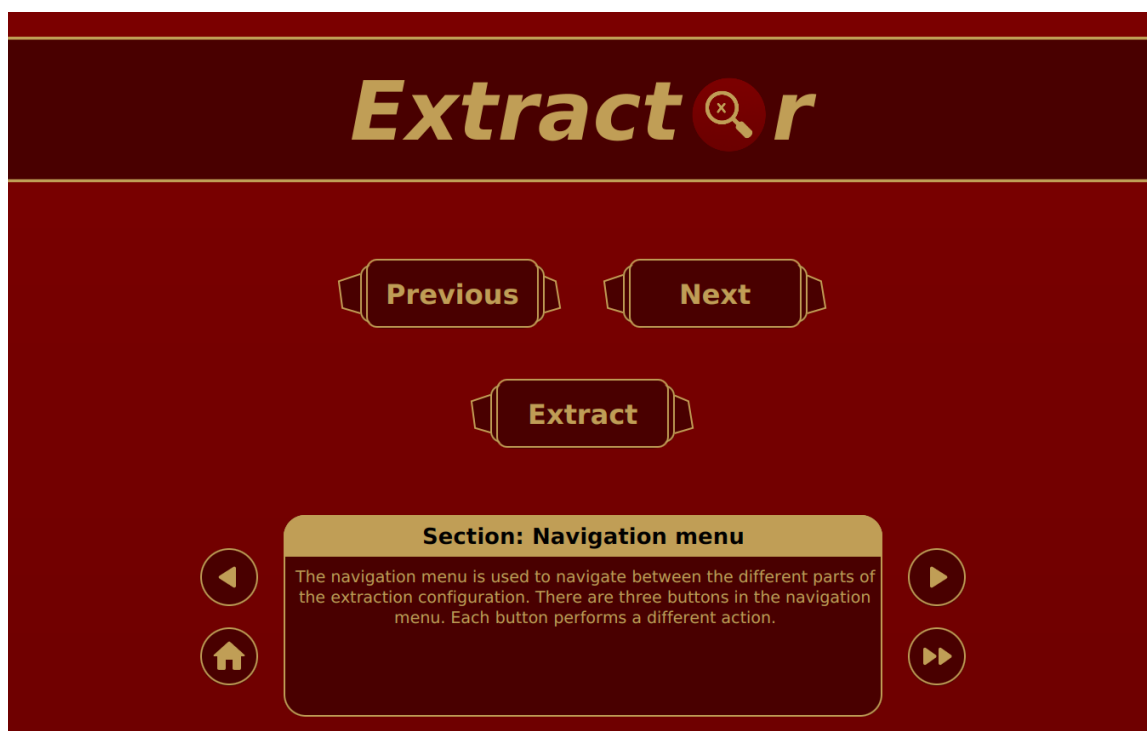 Extractor
Previous
Next
Extract
Section: Navigation menu
The navigation menu is used to navigate between the different parts of
the extraction configuration. There are three buttons in the navigation
menu. Each button performs a different action.